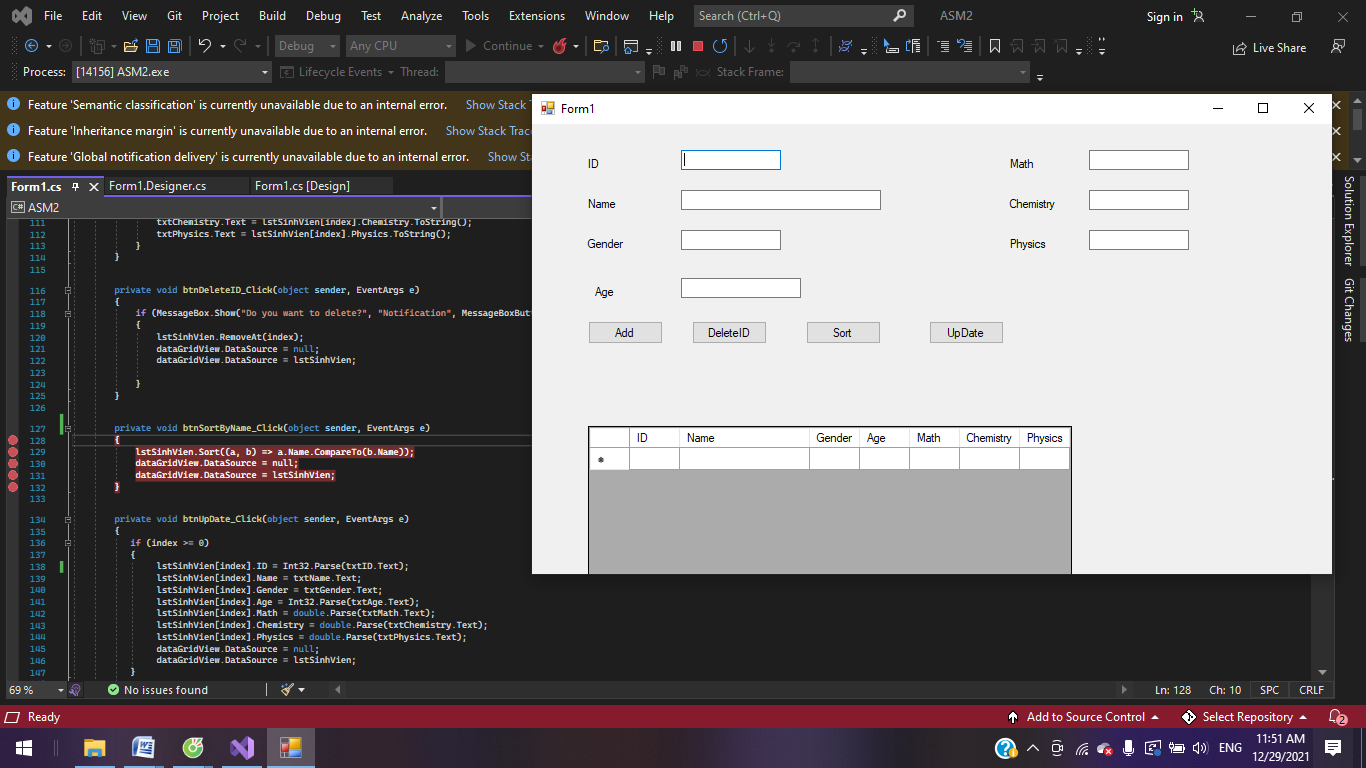 File Edit View Git Project Build Debug Test Analyze Tools Extensions Window Help Search (Ctrl+Q) ASM2 Sign in
Debug Any CPU Continue Live Share
Process: [14156] ASM2.exe Lifecycle Events Thread: Stack Frame:
Feature 'Semantic classification' is currently unavailable due to an internal error. Show Stack
Feature 'Inheritance margin' is currently unavailable due to an internal error. Show Stack Trace
Feature 'Global notification delivery' is currently unavailable due to an internal error. Show Sta
Form1.cs Form1.Designer.cs Form1.cs [Design]
C# ASM2
111 txtChemistry.Text = lstSinhVien[index].Chemistry.ToString();
112 txtPhysics.Text = lstSinhVien[index].Physics.ToString();
113 }
114 }
115
116 private void btnDeleteID_Click(object sender, EventArgs e)
117 {
118 if (MessageBox.Show("Do you want to delete?", "Notification", MessageBoxButt
119 {
120 lstSinhVien.RemoveAt(index);
121 dataGridView.DataSource = null;
122 dataGridView.DataSource = lstSinhVien;
123
124 }
125 }
126
127 private void btnSortByName_Click(object sender, EventArgs e)
128 {
129 lstSinhVien.Sort((a, b) => a.Name.CompareTo(b.Name));
130 dataGridView.DataSource = null;
131 dataGridView.DataSource = lstSinhVien;
132 }
133
134 private void btnUpDate_Click(object sender, EventArgs e)
135 {
136 if (index >= 0)
137 {
138 lstSinhVien[index].ID = Int32.Parse(txtID.Text);
139 lstSinhVien[index].Name = txtName.Text;
140 lstSinhVien[index].Gender = txtGender.Text;
141 lstSinhVien[index].Age = Int32.Parse(txtAge.Text);
142 lstSinhVien[index].Math = double.Parse(txtMath.Text);
143 lstSinhVien[index].Chemistry = double.Parse(txtChemistry.Text);
144 lstSinhVien[index].Physics = double.Parse(txtPhysics.Text);
145 dataGridView.DataSource = null;
146 dataGridView.DataSource = lstSinhVien;
147 }
Form1
ID Math
Name Chemistry
Gender Physics
Age
Add DeleteID Sort UpDate
ID Name Gender Age Math Chemistry Physics
Solution Explorer
Git Changes
69 % No issues found Ln: 128 Ch: 10 SPC CRLF
Ready Add to Source Control Select Repository 2
ENG 11:51 AM
12/29/2021